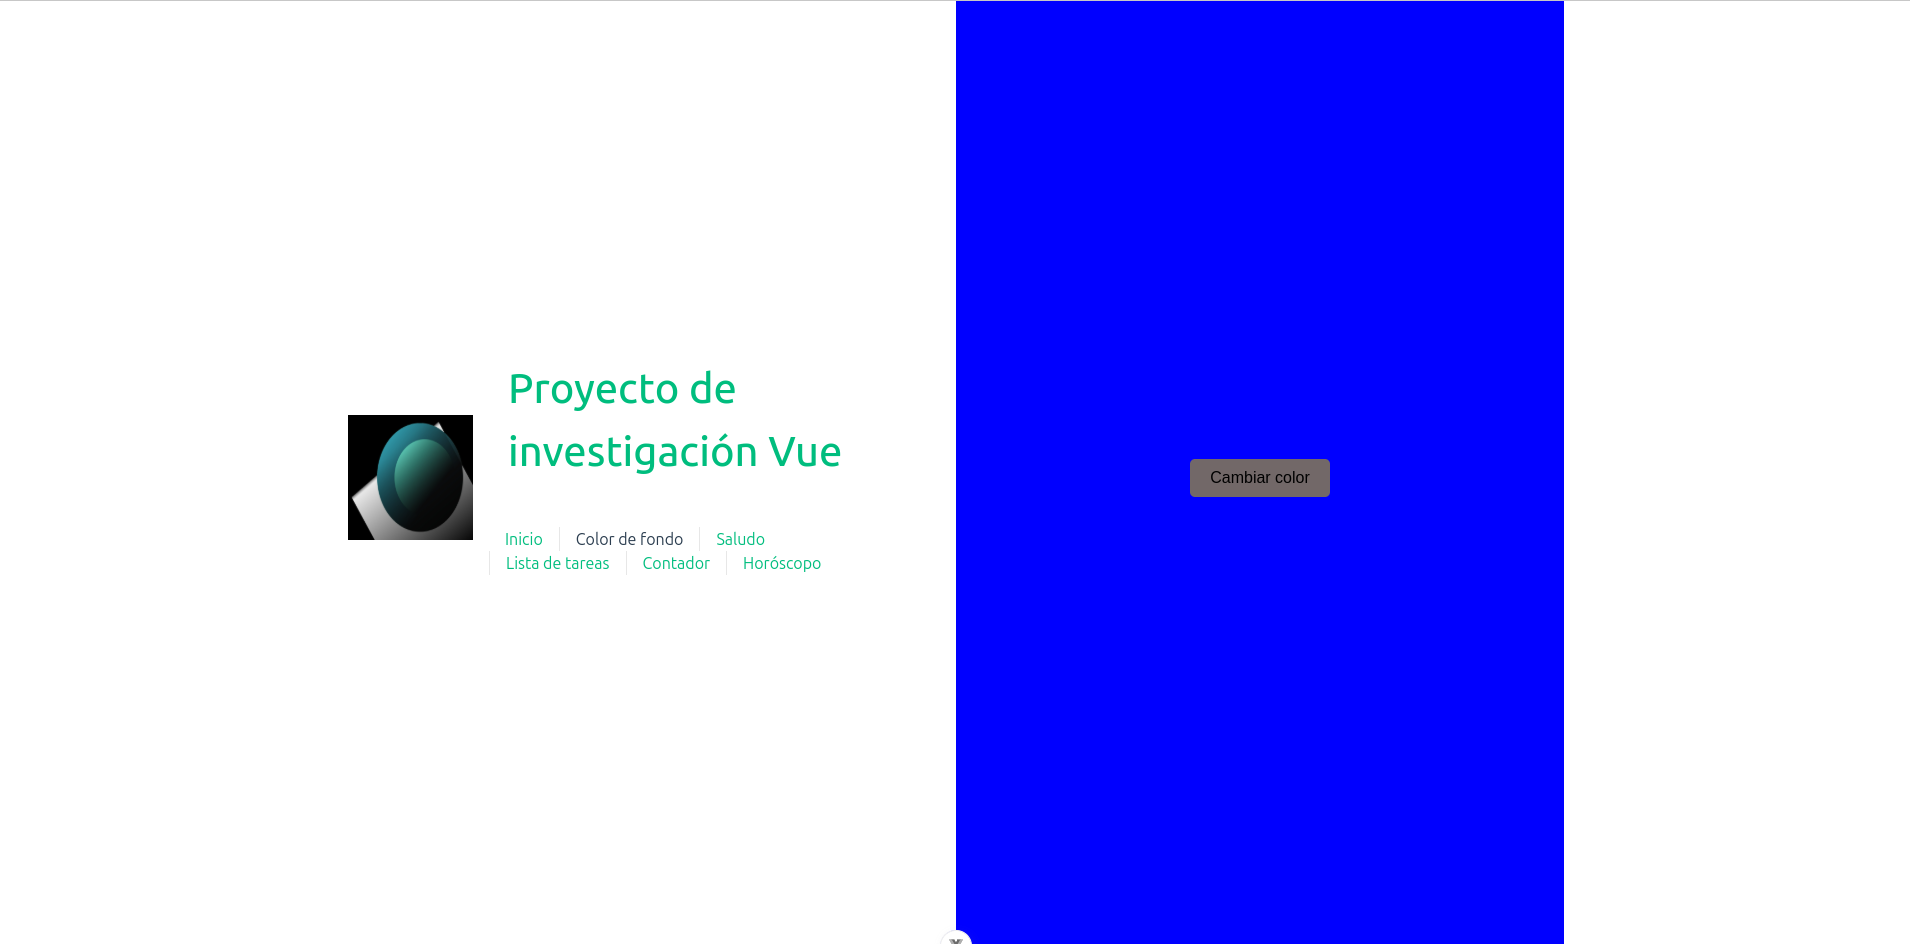 Proyecto de
investigación Vue
Inicio Color de fondo Saludo
Lista de tareas Contador Horóscopo
Cambiar color